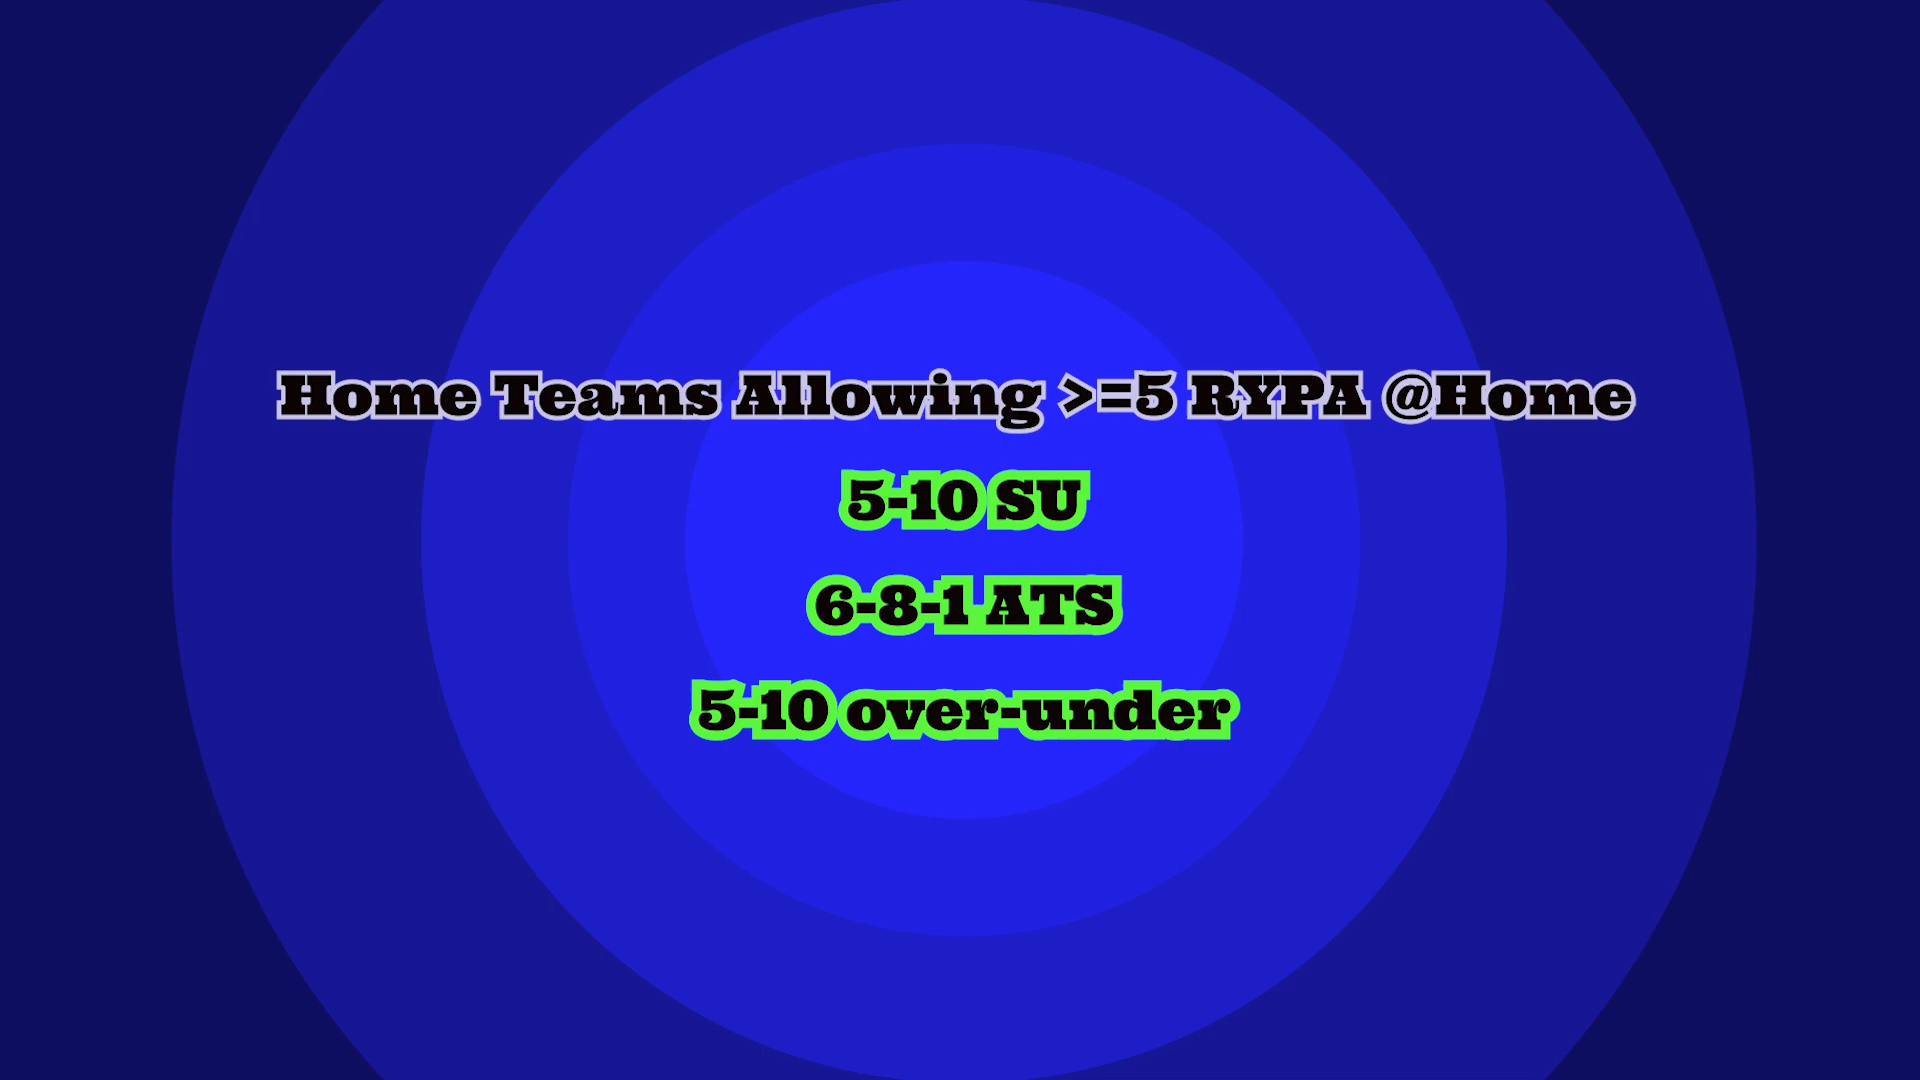 Home Teams Allowing >=5 RYPA @Home
5-10 SU
6-8-1 ATS
5-10 over-under